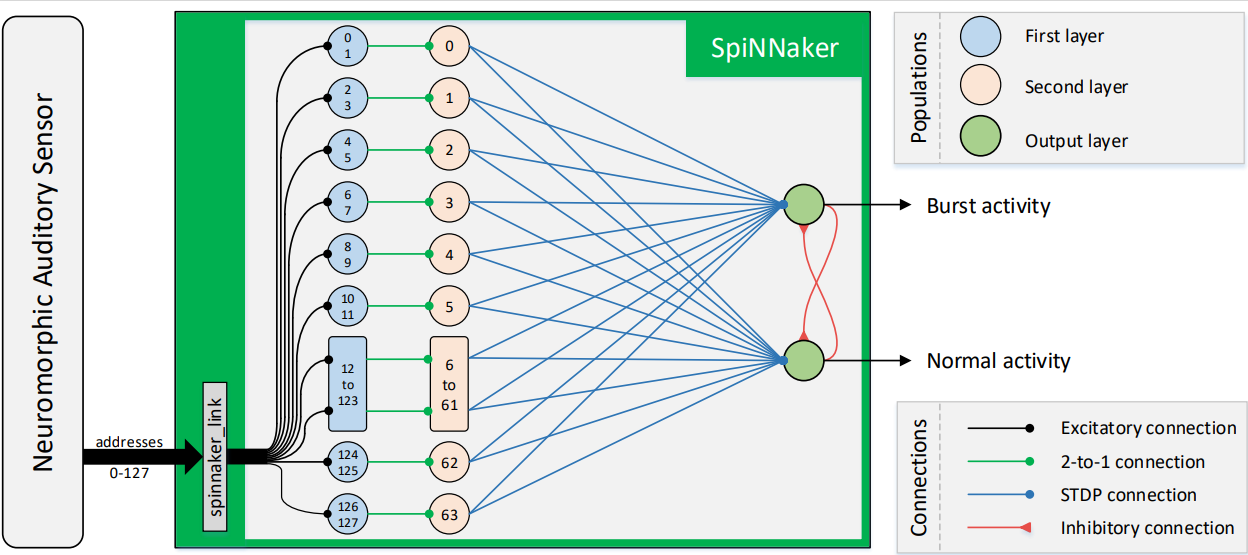 Neuromorphic Auditory Sensor
addresses
0-127
spinnaker_link
SpiNNaker
0
1
0
2
3
1
4
5
2
6
7
3
8
9
4
10
11
5
12
to
123
6
to
61
124
125
62
126
127
63
Burst activity
Normal activity
Populations
First layer
Second layer
Output layer
Connections
Excitatory connection
2-to-1 connection
STDP connection
Inhibitory connection